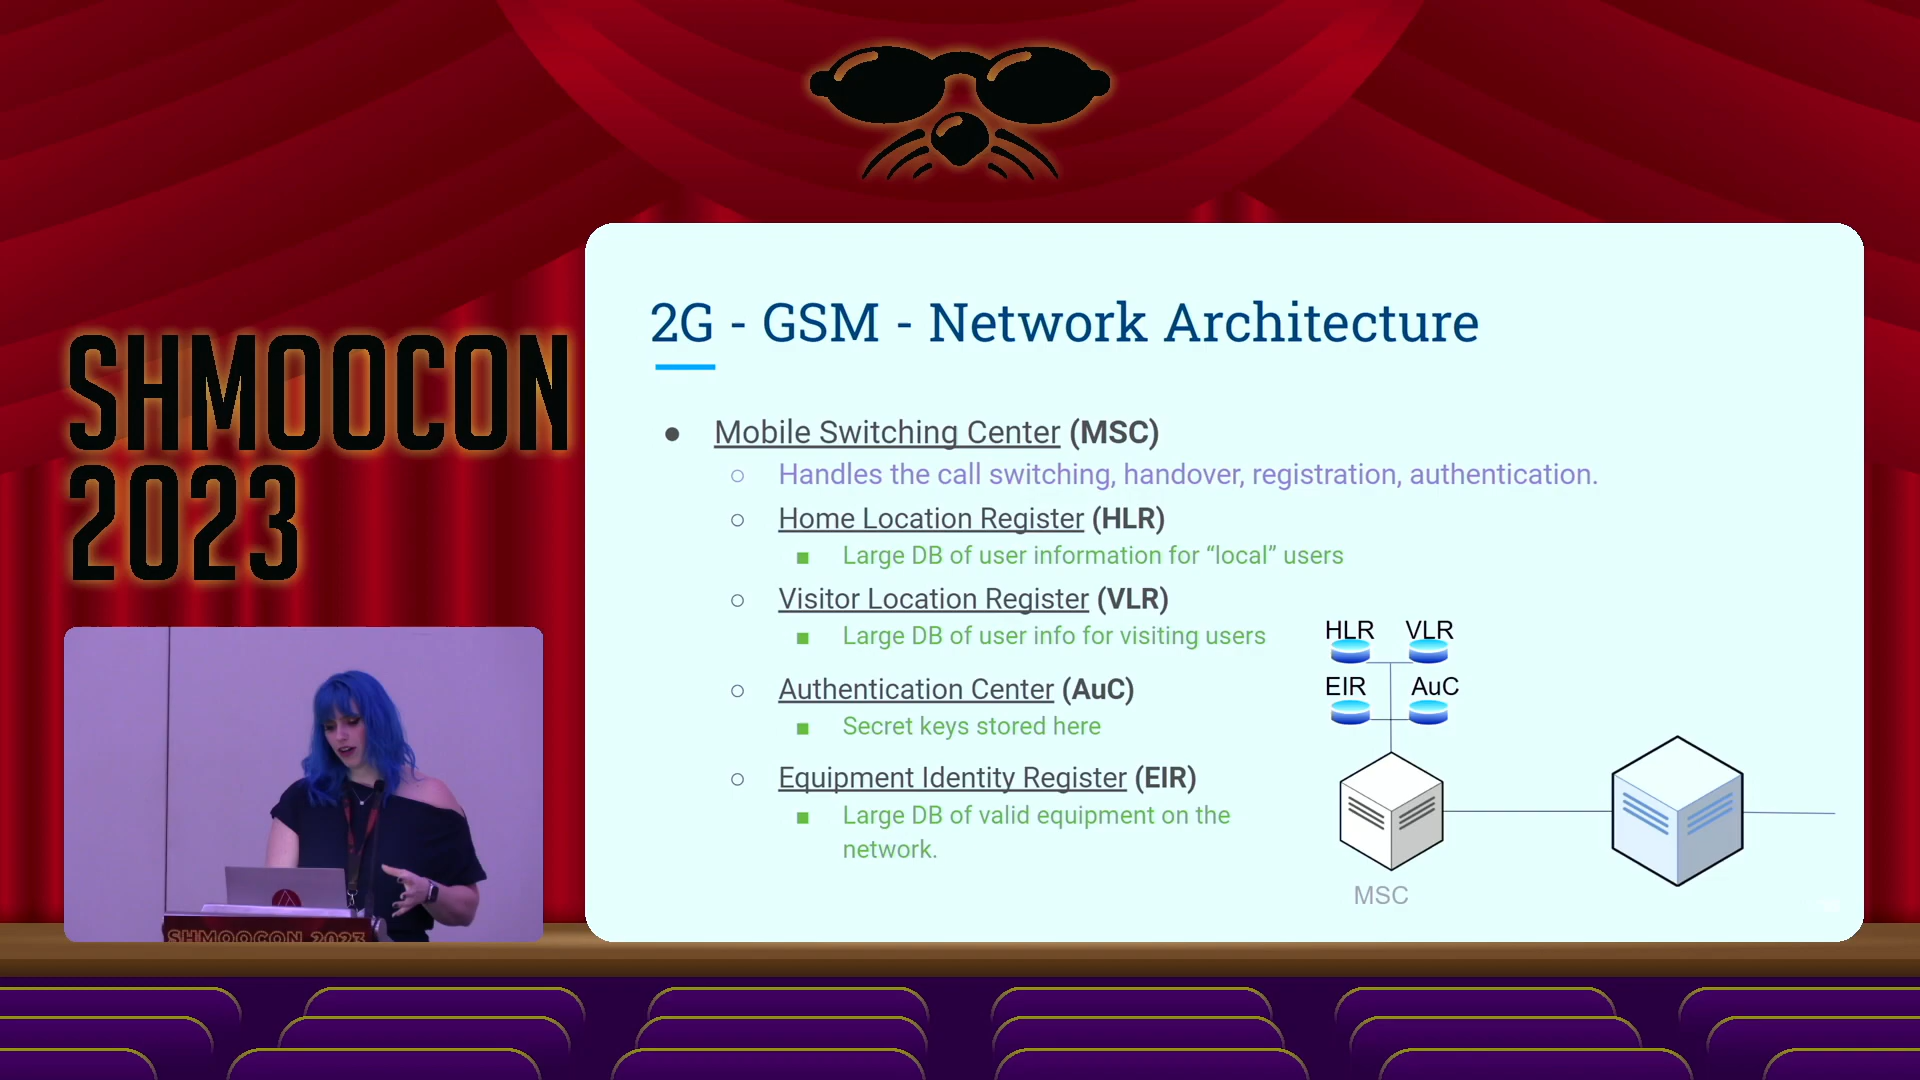 SHMOOCON
2023
2G - GSM - Network Architecture
● Mobile Switching Center (MSC)
○ Handles the call switching, handover, registration, authentication.
○ Home Location Register (HLR)
■ Large DB of user information for “local” users
○ Visitor Location Register (VLR)
■ Large DB of user info for visiting users
○ Authentication Center (AuC)
■ Secret keys stored here
○ Equipment Identity Register (EIR)
■ Large DB of valid equipment on the
network.
HLR VLR
EIR AuC
MSC
SHMOOCON 2023